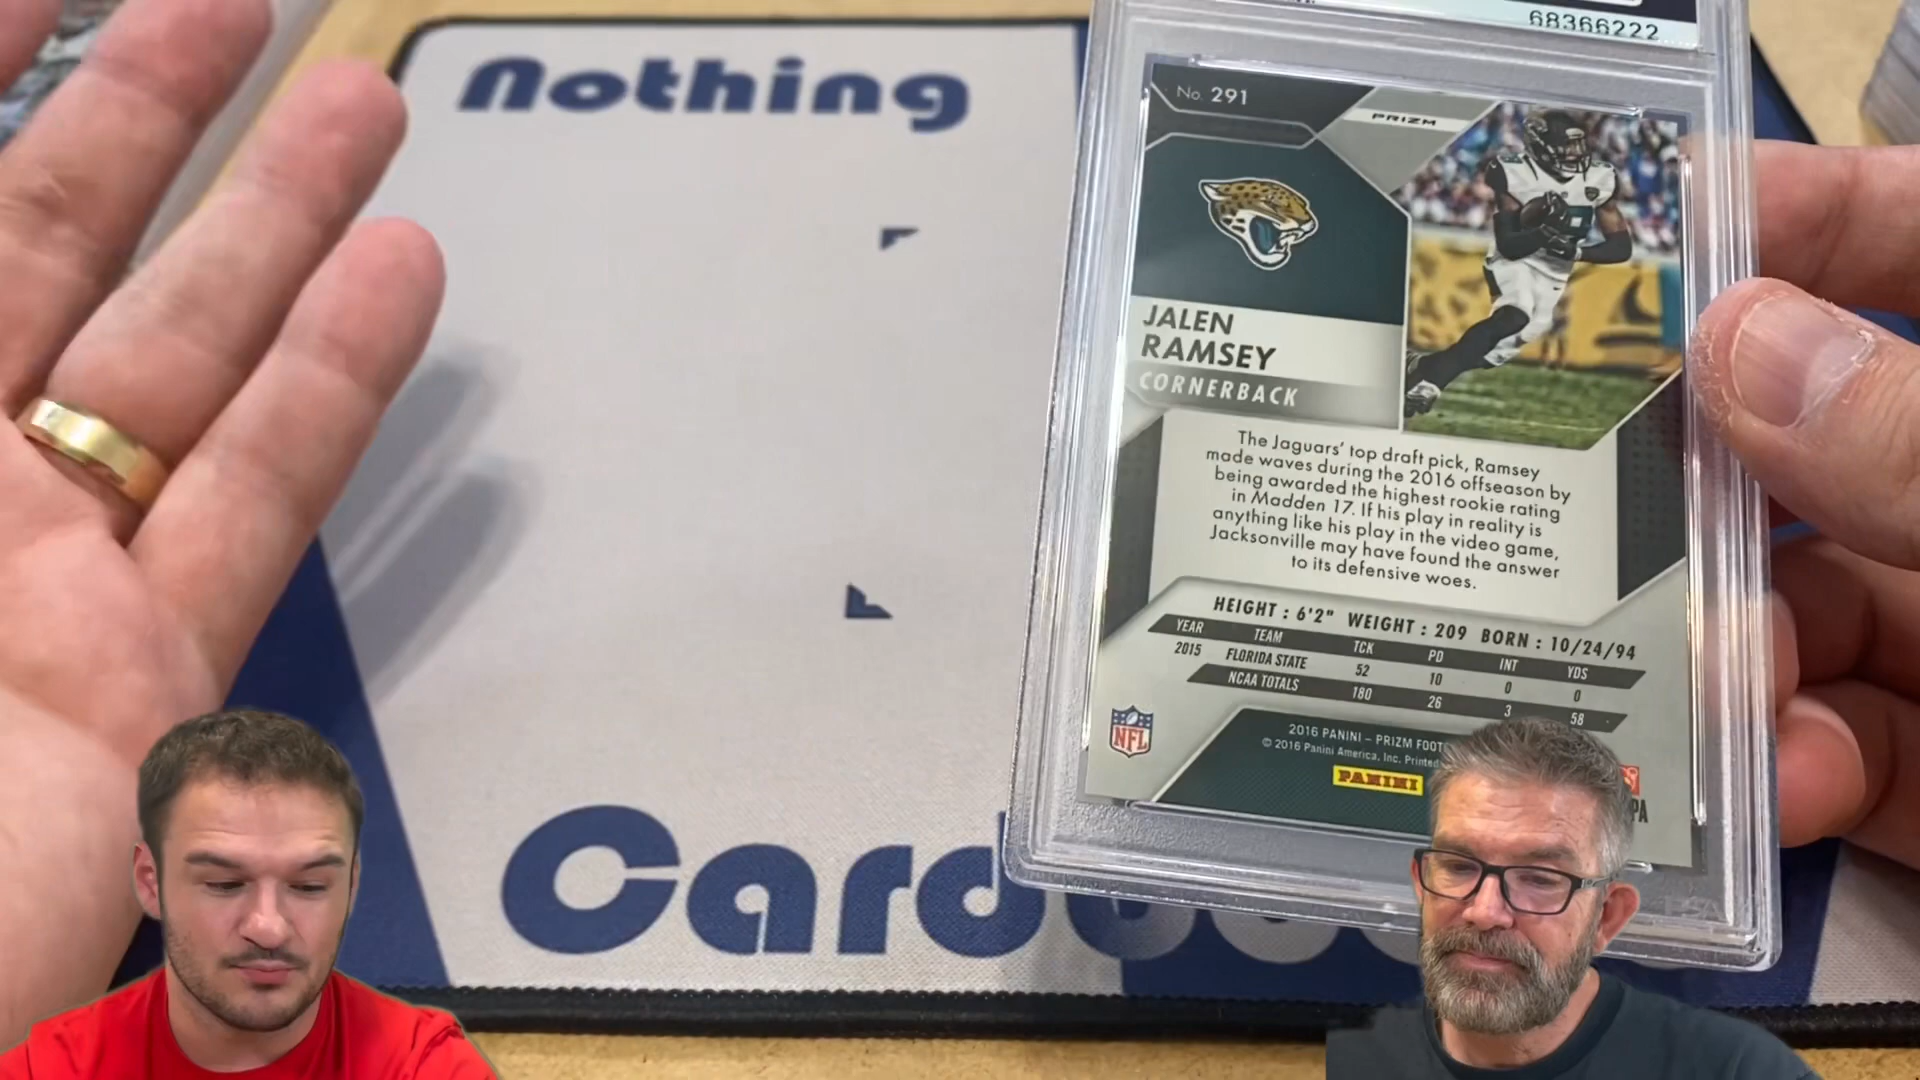 Nothing
68366222
No. 291
PRIZM
JALEN
RAMSEY
CORNERBACK
The Jaguars' top draft pick, Ramsey
made waves during the 2016 offseason by
being awarded the highest rookie rating
in Madden 17. If his play in reality is
anything like his play in the video game,
Jacksonville may have found the answer
to its defensive woes.
HEIGHT : 6'2" WEIGHT : 209 BORN : 10/24/94
YEAR TEAM TCK PD INT YDS
2015 FLORIDA STATE 52 10 0 0
NCAA TOTALS 180 26 3 58
NFL
2016 PANINI – PRIZM
© 2016 Panini America, Inc. Printed
PANINI